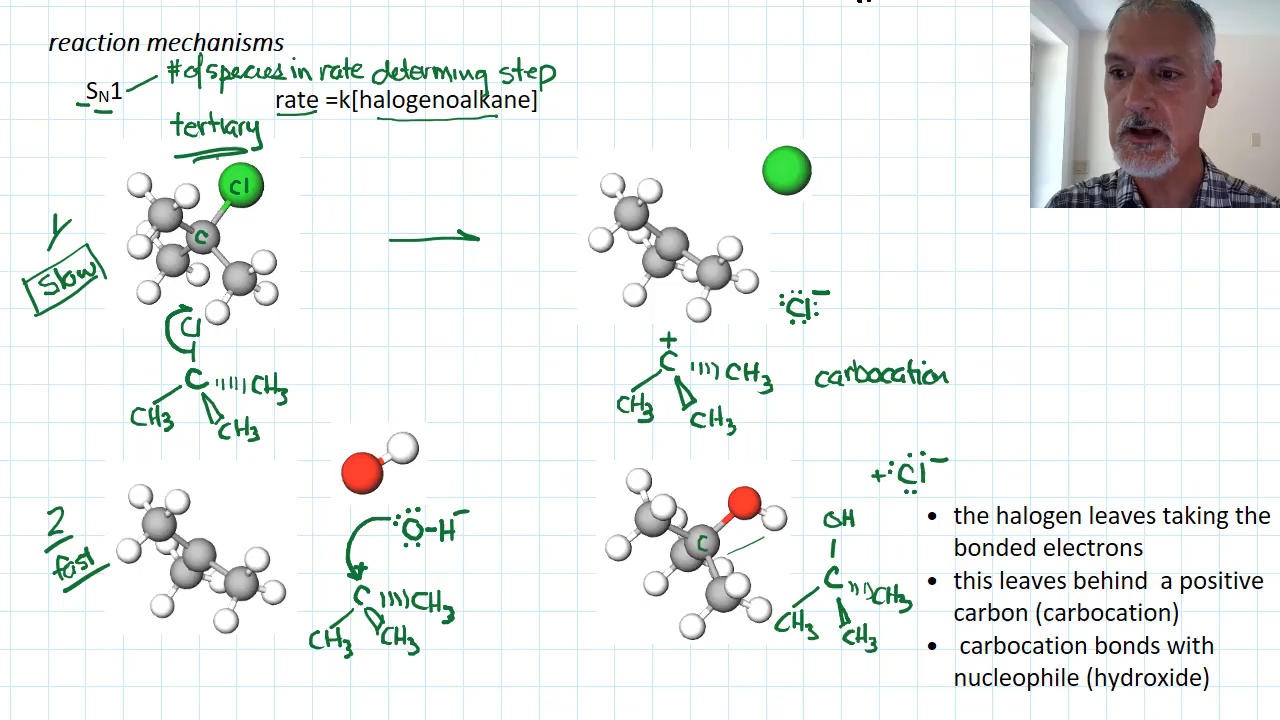 reaction mechanisms
# of species in rate determing step
SN1
rate =k[halogenoalkane]
tertiary
Cl
C
1
slow
:Cl:−
Cl
C CH3
CH3
CH3
+
C CH3
CH3
CH3
carbocation
+ :Cl−
2
fast
:O-H−
C
OH
+
C CH3
CH3
CH3
C CH3
CH3
CH3
• the halogen leaves taking the
bonded electrons
• this leaves behind a positive
carbon (carbocation)
• carbocation bonds with
nucleophile (hydroxide)